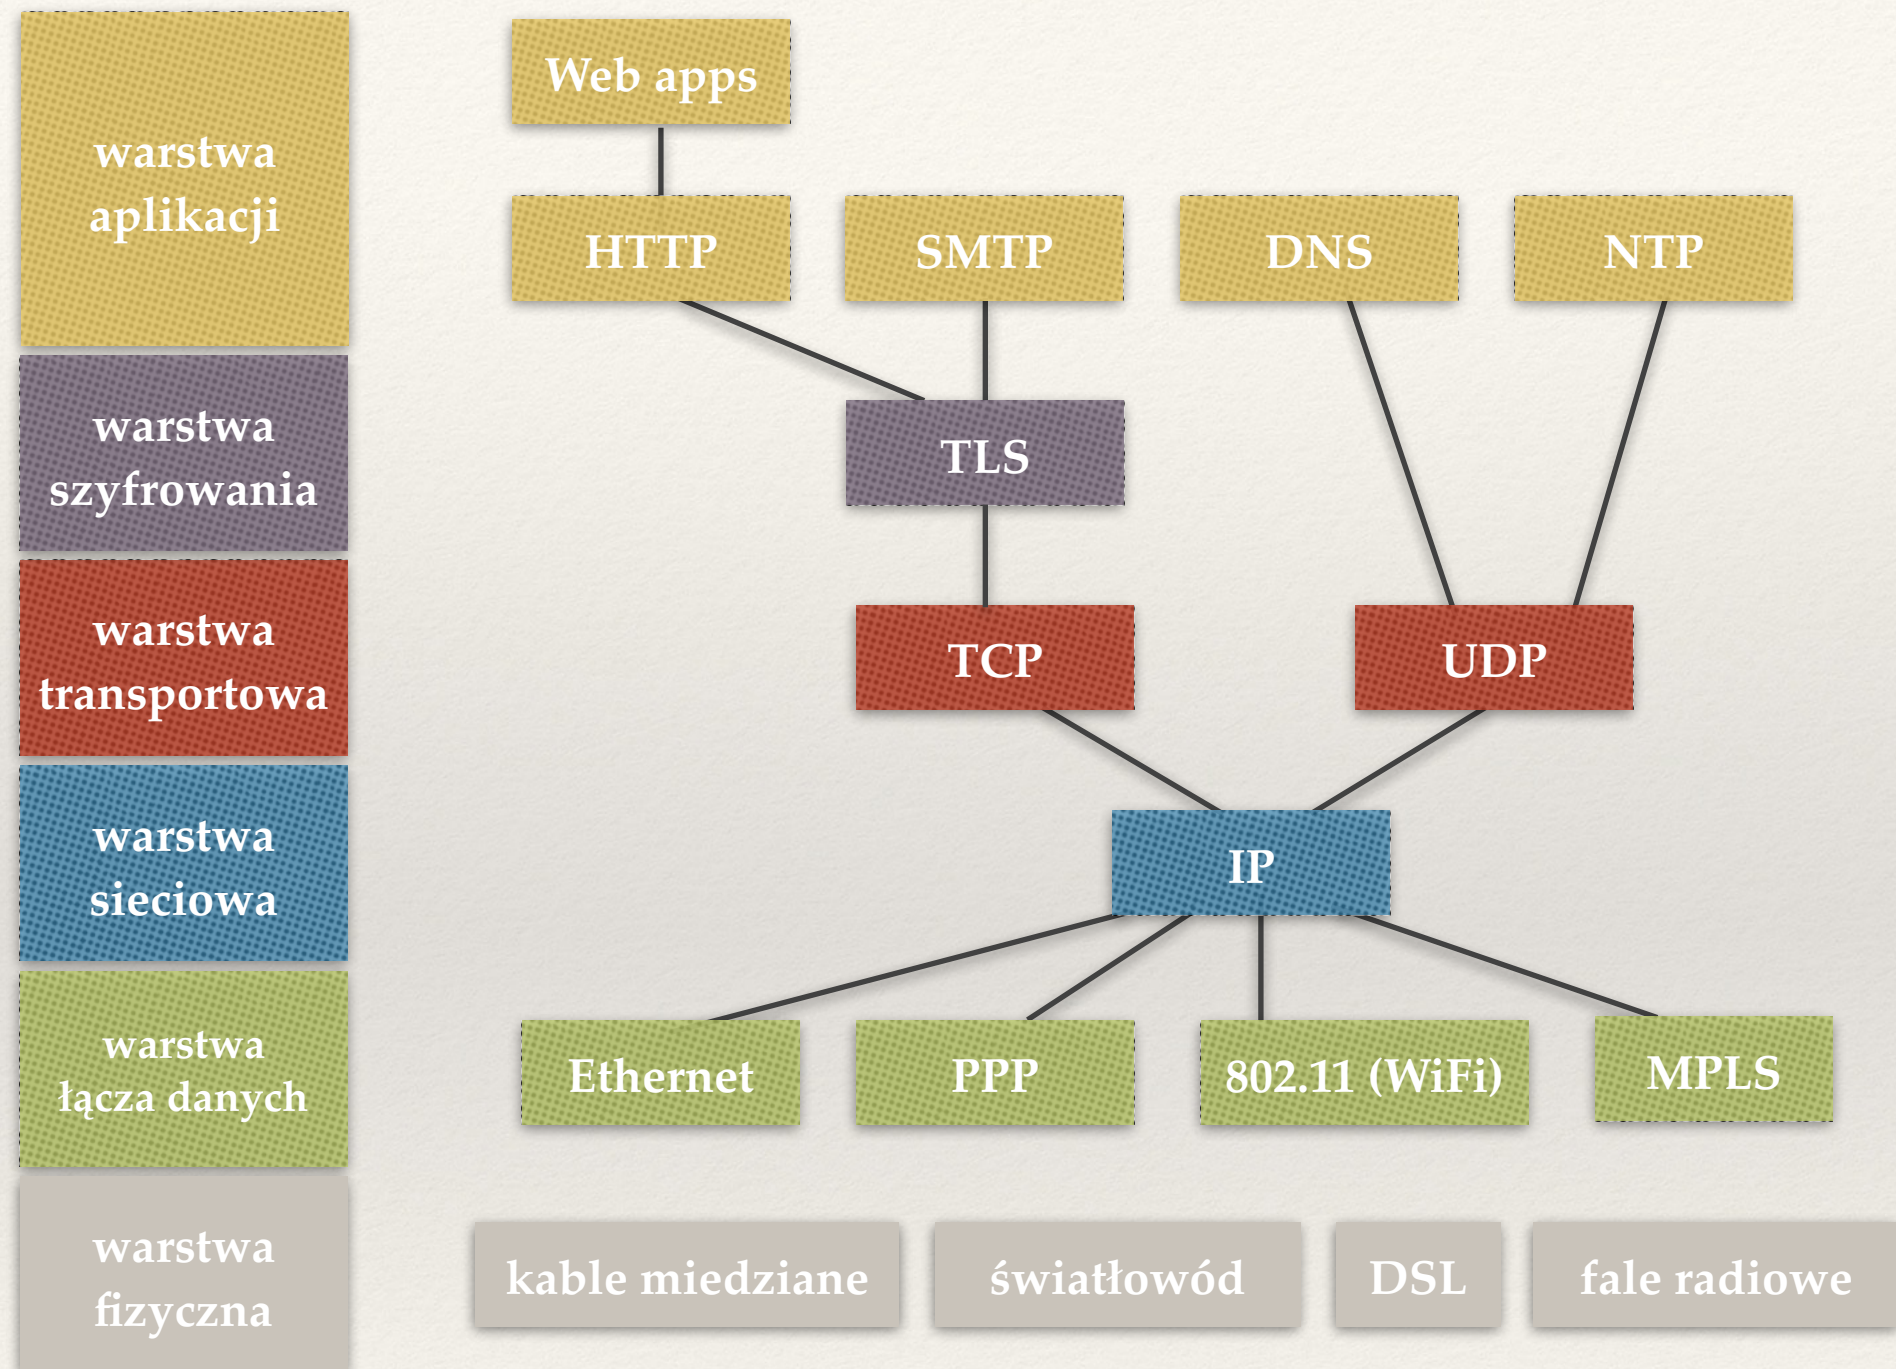 warstwa
aplikacji
Web apps
HTTP
SMTP
DNS
NTP
warstwa
szyfrowania
TLS
warstwa
transportowa
TCP
UDP
warstwa
sieciowa
IP
warstwa
łącza danych
Ethernet
PPP
802.11 (WiFi)
MPLS
warstwa
fizyczna
kable miedziane
światłowód
DSL
fale radiowe